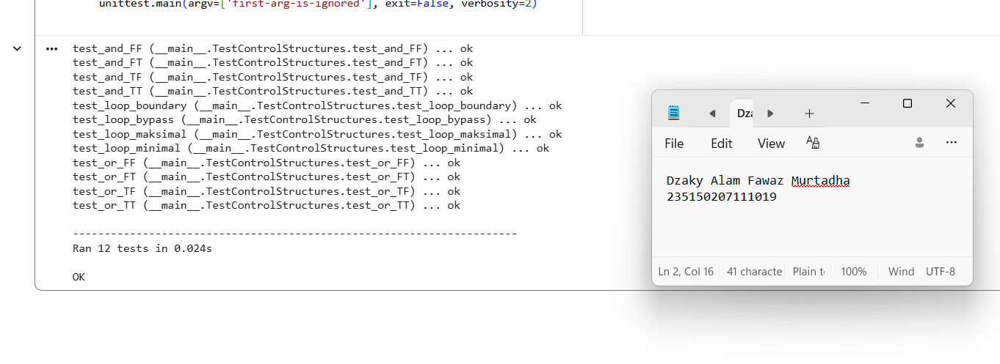 unittest.main(argv=['first-arg-is-ignored'], exit=False, verbosity=2)
test_and_FF (__main__.TestControlStructures.test_and_FF) ... ok
test_and_FT (__main__.TestControlStructures.test_and_FT) ... ok
test_and_TF (__main__.TestControlStructures.test_and_TF) ... ok
test_and_TT (__main__.TestControlStructures.test_and_TT) ... ok
test_loop_boundary (__main__.TestControlStructures.test_loop_boundary) ... ok
test_loop_bypass (__main__.TestControlStructures.test_loop_bypass) ... ok
test_loop_maksimal (__main__.TestControlStructures.test_loop_maksimal) ... ok
test_loop_minimal (__main__.TestControlStructures.test_loop_minimal) ... ok
test_or_FF (__main__.TestControlStructures.test_or_FF) ... ok
test_or_FT (__main__.TestControlStructures.test_or_FT) ... ok
test_or_TF (__main__.TestControlStructures.test_or_TF) ... ok
test_or_TT (__main__.TestControlStructures.test_or_TT) ... ok
----------------------------------------------------------------------
Ran 12 tests in 0.024s
OK
Dza
File Edit View
Dzaky Alam Fawaz Murtadha
235150207111019
Ln 2, Col 16 41 characte Plain t 100% Wind UTF-8